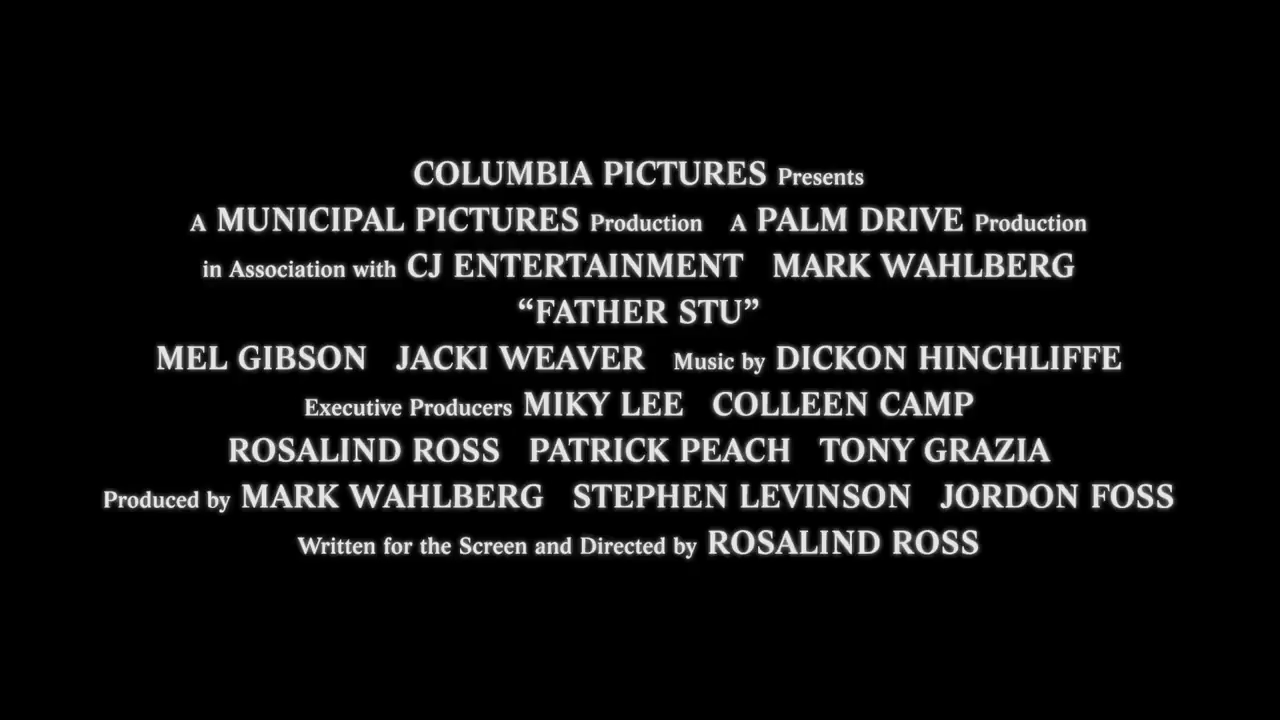 COLUMBIA PICTURES Presents
A MUNICIPAL PICTURES Production A PALM DRIVE Production
in Association with CJ ENTERTAINMENT MARK WAHLBERG
“FATHER STU”
MEL GIBSON JACKI WEAVER Music by DICKON HINCHLIFFE
Executive Producers MIKY LEE COLLEEN CAMP
ROSALIND ROSS PATRICK PEACH TONY GRAZIA
Produced by MARK WAHLBERG STEPHEN LEVINSON JORDON FOSS
Written for the Screen and Directed by ROSALIND ROSS